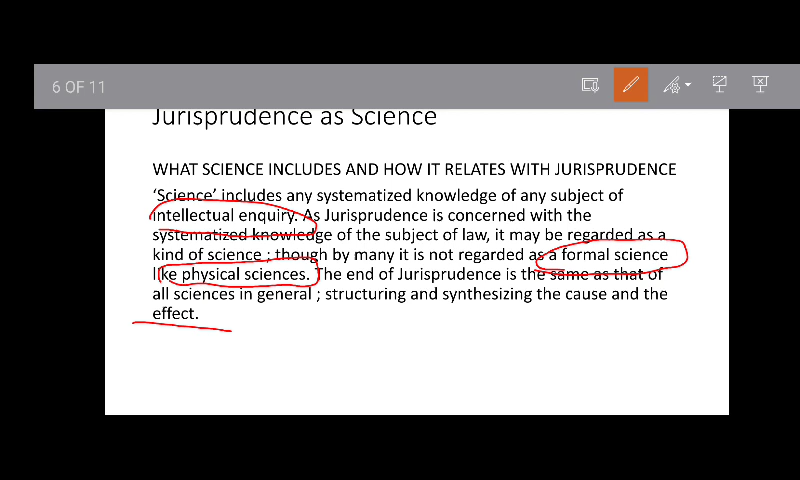 6 OF 11
Jurisprudence as Science
WHAT SCIENCE INCLUDES AND HOW IT RELATES WITH JURISPRUDENCE
‘Science’ includes any systematized knowledge of any subject of
intellectual enquiry. As Jurisprudence is concerned with the
systematized knowledge of the subject of law, it may be regarded as a
kind of science ; though by many it is not regarded as a formal science
like physical sciences. The end of Jurisprudence is the same as that of
all sciences in general ; structuring and synthesizing the cause and the
effect.